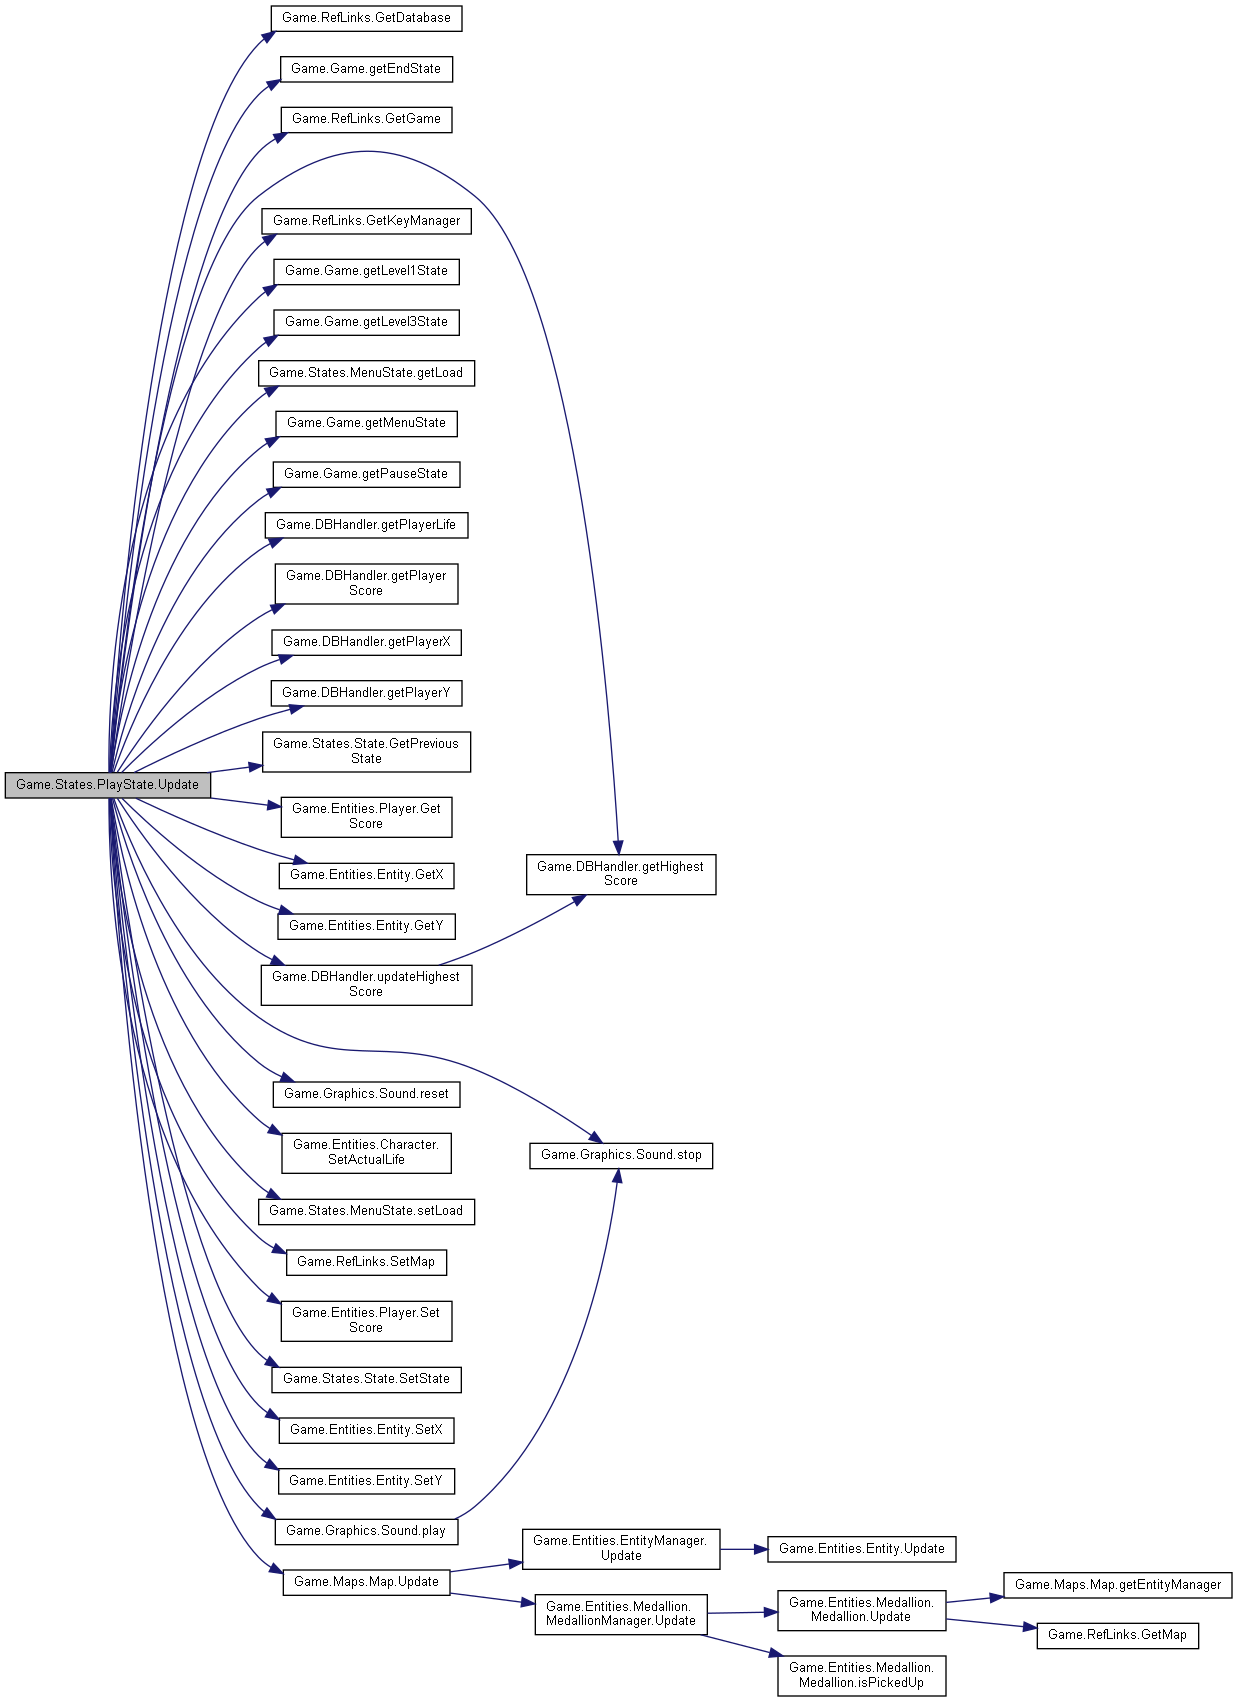 Game.RefLinks.GetDatabase
Game.Game.getEndState
Game.RefLinks.GetGame
Game.RefLinks.GetKeyManager
Game.Game.getLevel1State
Game.Game.getLevel3State
Game.States.MenuState.getLoad
Game.Game.getMenuState
Game.Game.getPauseState
Game.DBHandler.getPlayerLife
Game.DBHandler.getPlayer
Score
Game.DBHandler.getPlayerX
Game.DBHandler.getPlayerY
Game.States.State.GetPrevious
State
Game.States.PlayState.Update
Game.Entities.Player.Get
Score
Game.Entities.Entity.GetX
Game.DBHandler.getHighest
Score
Game.Entities.Entity.GetY
Game.DBHandler.updateHighest
Score
Game.Graphics.Sound.reset
Game.Entities.Character.
SetActualLife
Game.Graphics.Sound.stop
Game.States.MenuState.setLoad
Game.RefLinks.SetMap
Game.Entities.Player.Set
Score
Game.States.State.SetState
Game.Entities.Entity.SetX
Game.Entities.Entity.SetY
Game.Graphics.Sound.play
Game.Maps.Map.Update
Game.Entities.EntityManager.
Update
Game.Entities.Entity.Update
Game.Entities.Medallion.
MedallionManager.Update
Game.Entities.Medallion.
Medallion.Update
Game.Maps.Map.getEntityManager
Game.RefLinks.GetMap
Game.Entities.Medallion.
Medallion.isPickedUp